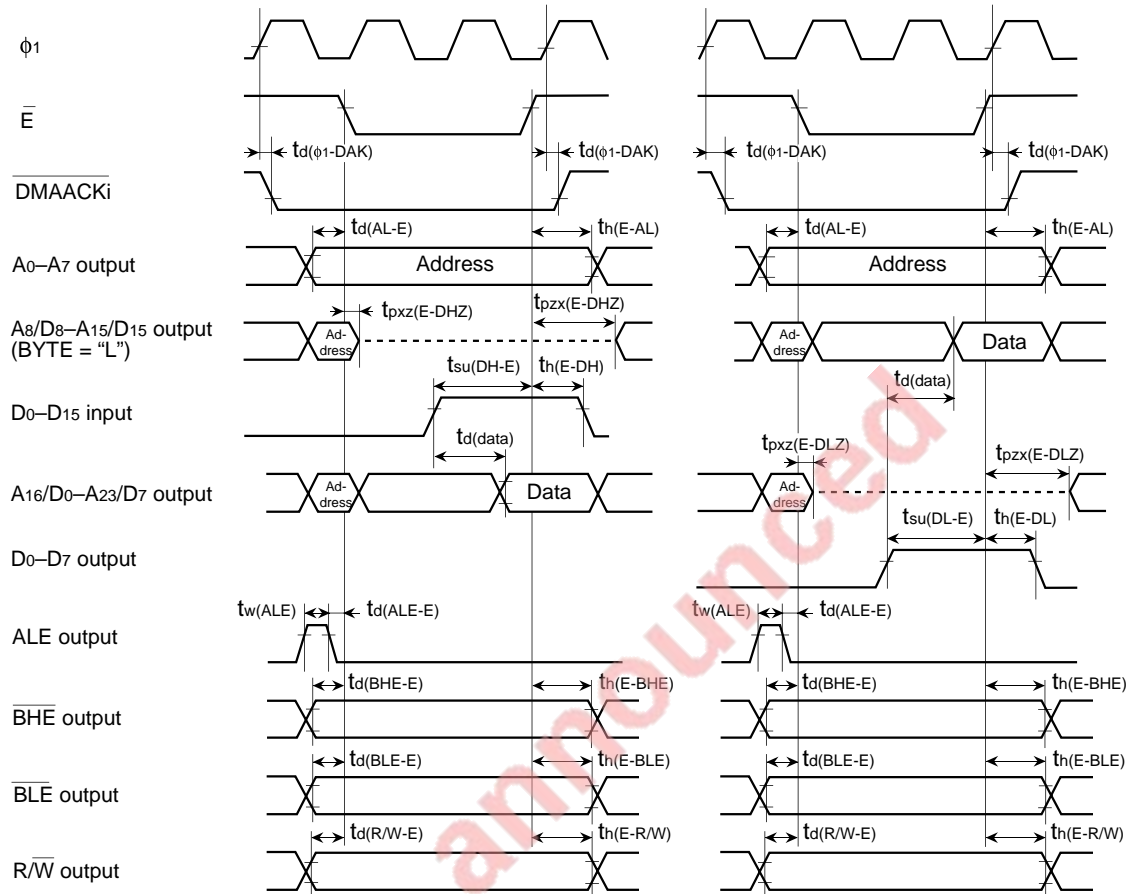 ϕ1
E̅
td(ϕ1-DAK) td(ϕ1-DAK) td(ϕ1-DAK) td(ϕ1-DAK)
D̅M̅A̅A̅C̅K̅i̅
td(AL-E) th(E-AL) td(AL-E) th(E-AL)
A0–A7 output Address Address
tpxz(E-DHZ) tpzx(E-DHZ)
A8/D8–A15/D15 output Ad- Ad-
(BYTE = “L”) dress dress Data
tsu(DH-E) th(E-DH) td(data)
D0–D15 input
td(data) tpxz(E-DLZ) tpzx(E-DLZ)
A16/D0–A23/D7 output Ad- Data Ad-
dress dress
tsu(DL-E) th(E-DL)
D0–D7 output
tw(ALE) td(ALE-E) tw(ALE) td(ALE-E)
ALE output
td(BHE-E) th(E-BHE) td(BHE-E) th(E-BHE)
B̅H̅E̅ output
td(BLE-E) th(E-BLE) td(BLE-E) th(E-BLE)
B̅L̅E̅ output
td(R/W-E) th(E-R/W) td(R/W-E) th(E-R/W)
R/W̅ output
announced